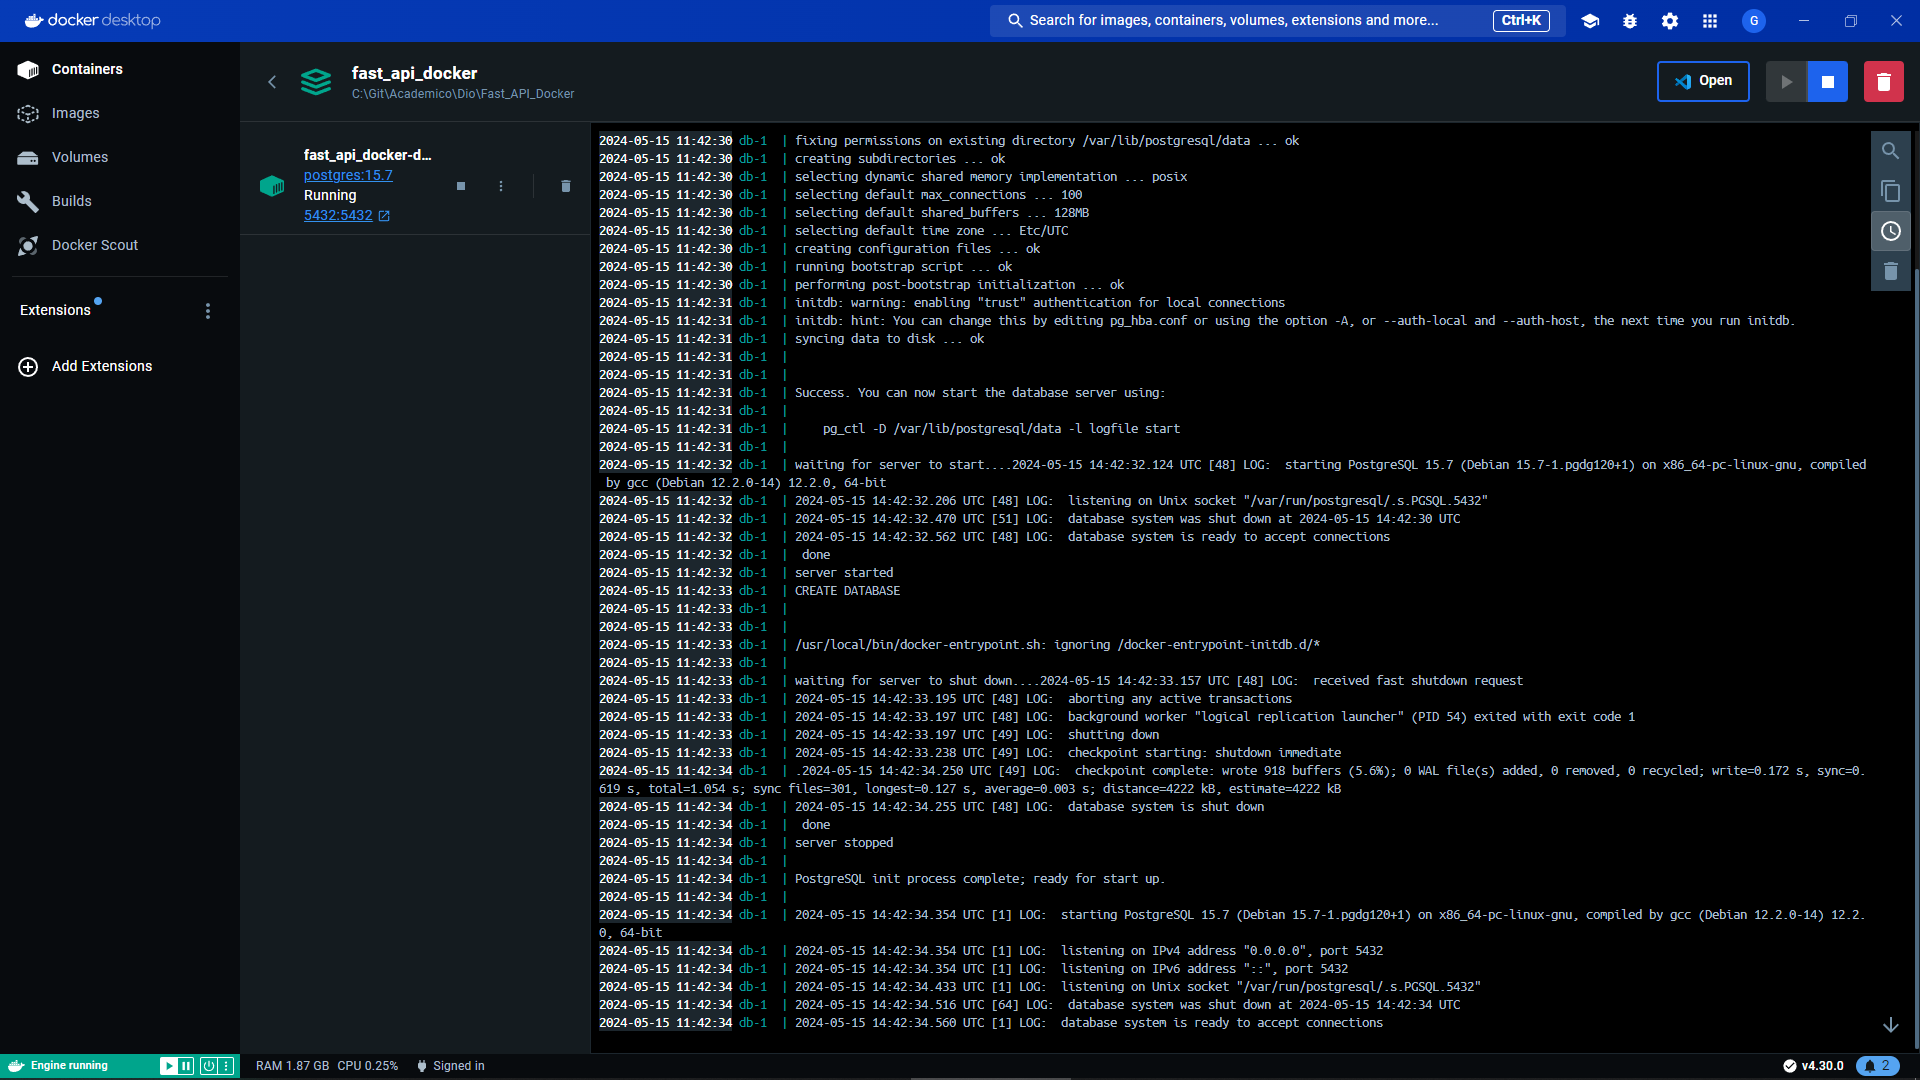 docker desktop
Search for images, containers, volumes, extensions and more...
Ctrl+K
G
Containers
Images
Volumes
Builds
Docker Scout
Extensions
Add Extensions
fast_api_docker
C:\Git\Academico\Dio\Fast_API_Docker
Open
fast_api_docker-d...
postgres:15.7
Running
5432:5432
2024-05-15 11:42:30 db-1 | fixing permissions on existing directory /var/lib/postgresql/data ... ok
2024-05-15 11:42:30 db-1 | creating subdirectories ... ok
2024-05-15 11:42:30 db-1 | selecting dynamic shared memory implementation ... posix
2024-05-15 11:42:30 db-1 | selecting default max_connections ... 100
2024-05-15 11:42:30 db-1 | selecting default shared_buffers ... 128MB
2024-05-15 11:42:30 db-1 | selecting default time zone ... Etc/UTC
2024-05-15 11:42:30 db-1 | creating configuration files ... ok
2024-05-15 11:42:30 db-1 | running bootstrap script ... ok
2024-05-15 11:42:30 db-1 | performing post-bootstrap initialization ... ok
2024-05-15 11:42:31 db-1 | initdb: warning: enabling "trust" authentication for local connections
2024-05-15 11:42:31 db-1 | initdb: hint: You can change this by editing pg_hba.conf or using the option -A, or --auth-local and --auth-host, the next time you run initdb.
2024-05-15 11:42:31 db-1 | syncing data to disk ... ok
2024-05-15 11:42:31 db-1 |
2024-05-15 11:42:31 db-1 |
2024-05-15 11:42:31 db-1 | Success. You can now start the database server using:
2024-05-15 11:42:31 db-1 |
2024-05-15 11:42:31 db-1 | pg_ctl -D /var/lib/postgresql/data -l logfile start
2024-05-15 11:42:31 db-1 |
2024-05-15 11:42:32 db-1 | waiting for server to start....2024-05-15 14:42:32.124 UTC [48] LOG:  starting PostgreSQL 15.7 (Debian 15.7-1.pgdg120+1) on x86_64-pc-linux-gnu, compiled
by gcc (Debian 12.2.0-14) 12.2.0, 64-bit
2024-05-15 11:42:32 db-1 | 2024-05-15 14:42:32.206 UTC [48] LOG:  listening on Unix socket "/var/run/postgresql/.s.PGSQL.5432"
2024-05-15 11:42:32 db-1 | 2024-05-15 14:42:32.470 UTC [51] LOG:  database system was shut down at 2024-05-15 14:42:30 UTC
2024-05-15 11:42:32 db-1 | 2024-05-15 14:42:32.562 UTC [48] LOG:  database system is ready to accept connections
2024-05-15 11:42:32 db-1 | done
2024-05-15 11:42:32 db-1 | server started
2024-05-15 11:42:33 db-1 | CREATE DATABASE
2024-05-15 11:42:33 db-1 |
2024-05-15 11:42:33 db-1 |
2024-05-15 11:42:33 db-1 | /usr/local/bin/docker-entrypoint.sh: ignoring /docker-entrypoint-initdb.d/*
2024-05-15 11:42:33 db-1 |
2024-05-15 11:42:33 db-1 | waiting for server to shut down....2024-05-15 14:42:33.157 UTC [48] LOG:  received fast shutdown request
2024-05-15 11:42:33 db-1 | 2024-05-15 14:42:33.195 UTC [48] LOG:  aborting any active transactions
2024-05-15 11:42:33 db-1 | 2024-05-15 14:42:33.197 UTC [48] LOG:  background worker "logical replication launcher" (PID 54) exited with exit code 1
2024-05-15 11:42:33 db-1 | 2024-05-15 14:42:33.197 UTC [49] LOG:  shutting down
2024-05-15 11:42:33 db-1 | 2024-05-15 14:42:33.238 UTC [49] LOG:  checkpoint starting: shutdown immediate
2024-05-15 11:42:34 db-1 | .2024-05-15 14:42:34.250 UTC [49] LOG:  checkpoint complete: wrote 918 buffers (5.6%); 0 WAL file(s) added, 0 removed, 0 recycled; write=0.172 s, sync=0.
619 s, total=1.054 s; sync files=301, longest=0.127 s, average=0.003 s; distance=4222 kB, estimate=4222 kB
2024-05-15 11:42:34 db-1 | 2024-05-15 14:42:34.255 UTC [48] LOG:  database system is shut down
2024-05-15 11:42:34 db-1 | done
2024-05-15 11:42:34 db-1 | server stopped
2024-05-15 11:42:34 db-1 |
2024-05-15 11:42:34 db-1 | PostgreSQL init process complete; ready for start up.
2024-05-15 11:42:34 db-1 |
2024-05-15 11:42:34 db-1 | 2024-05-15 14:42:34.354 UTC [1] LOG:  starting PostgreSQL 15.7 (Debian 15.7-1.pgdg120+1) on x86_64-pc-linux-gnu, compiled by gcc (Debian 12.2.0-14) 12.2.
0, 64-bit
2024-05-15 11:42:34 db-1 | 2024-05-15 14:42:34.354 UTC [1] LOG:  listening on IPv4 address "0.0.0.0", port 5432
2024-05-15 11:42:34 db-1 | 2024-05-15 14:42:34.354 UTC [1] LOG:  listening on IPv6 address "::", port 5432
2024-05-15 11:42:34 db-1 | 2024-05-15 14:42:34.433 UTC [1] LOG:  listening on Unix socket "/var/run/postgresql/.s.PGSQL.5432"
2024-05-15 11:42:34 db-1 | 2024-05-15 14:42:34.516 UTC [64] LOG:  database system was shut down at 2024-05-15 14:42:34 UTC
2024-05-15 11:42:34 db-1 | 2024-05-15 14:42:34.560 UTC [1] LOG:  database system is ready to accept connections
Engine running
RAM 1.87 GB CPU 0.25% Signed in
v4.30.0
2